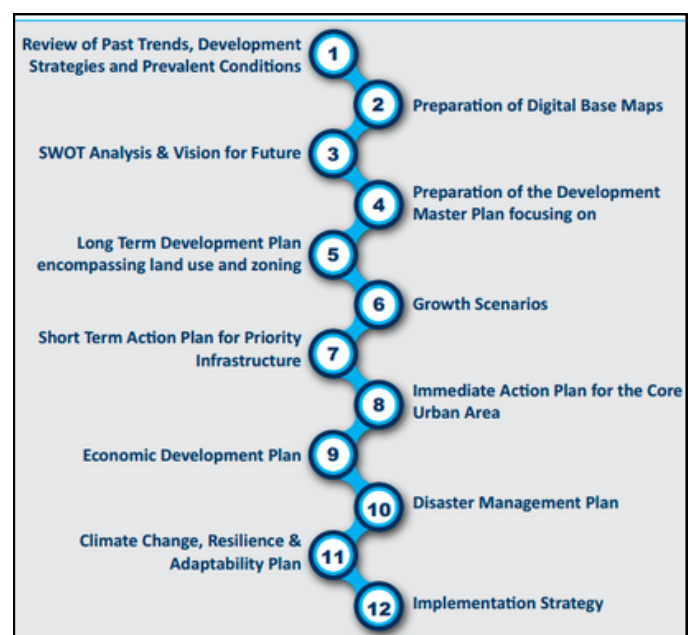 Review of Past Trends, Development
Strategies and Prevalent Conditions
1
2
Preparation of Digital Base Maps
SWOT Analysis & Vision for Future
3
4
Preparation of the Development
Master Plan focusing on
Long Term Development Plan
encompassing land use and zoning
5
6
Growth Scenarios
Short Term Action Plan for Priority
Infrastructure
7
8
Immediate Action Plan for the Core
Urban Area
Economic Development Plan
9
10
Disaster Management Plan
Climate Change, Resilience &
Adaptability Plan
11
12
Implementation Strategy